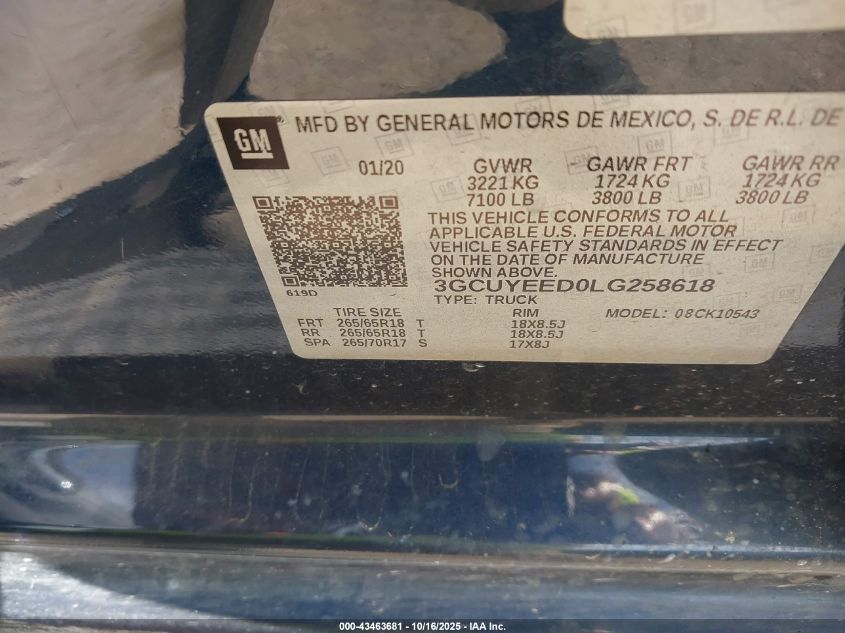 GM MFD BY GENERAL MOTORS DE MEXICO, S. DE R.L. DE
01/20 GVWR GAWR FRT GAWR RR
3221 KG 1724 KG 1724 KG
7100 LB 3800 LB 3800 LB
THIS VEHICLE CONFORMS TO ALL
APPLICABLE U.S. FEDERAL MOTOR
VEHICLE SAFETY STANDARDS IN EFFECT
ON THE DATE OF MANUFACTURE
SHOWN ABOVE.
619D 3GCUYEED0LG258618
TYPE: TRUCK
TIRE SIZE RIM MODEL: 08CK10543
FRT 265/65R18 T 18X8.5J
RR 265/65R18 T 18X8.5J
SPA 265/70R17 S 17X8J
000-43463681 - 10/16/2025 - IAA Inc.